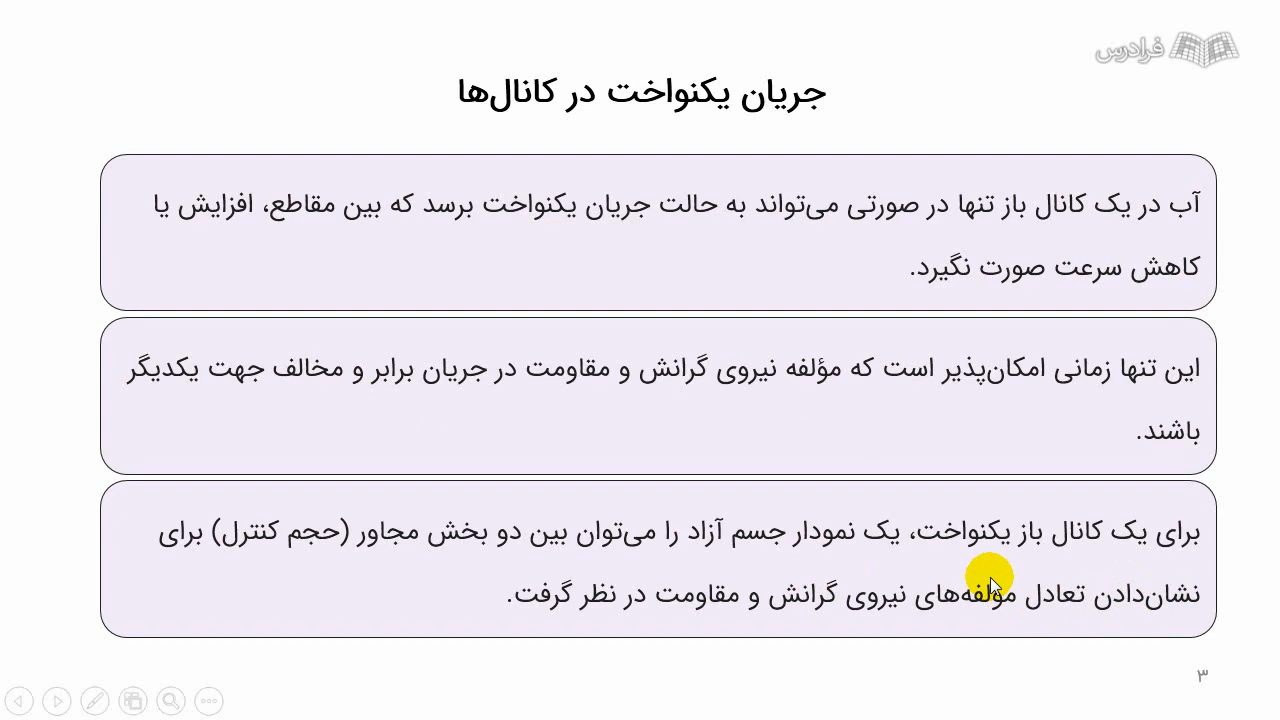 فرادرس
جریان یکنواخت در کانال‌ها
آب در یک کانال باز تنها در صورتی می‌تواند به حالت جریان یکنواخت برسد که بین مقاطع، افزایش یا
کاهش سرعت صورت نگیرد.
این تنها زمانی امکان‌پذیر است که مؤلفه نیروی گرانش و مقاومت در جریان برابر و مخالف جهت یکدیگر
باشند.
برای یک کانال باز یکنواخت، یک نمودار جسم آزاد را می‌توان بین دو بخش مجاور (حجم کنترل) برای
نشان‌دادن تعادل مؤلفه‌های نیروی گرانش و مقاومت در نظر گرفت.
۳